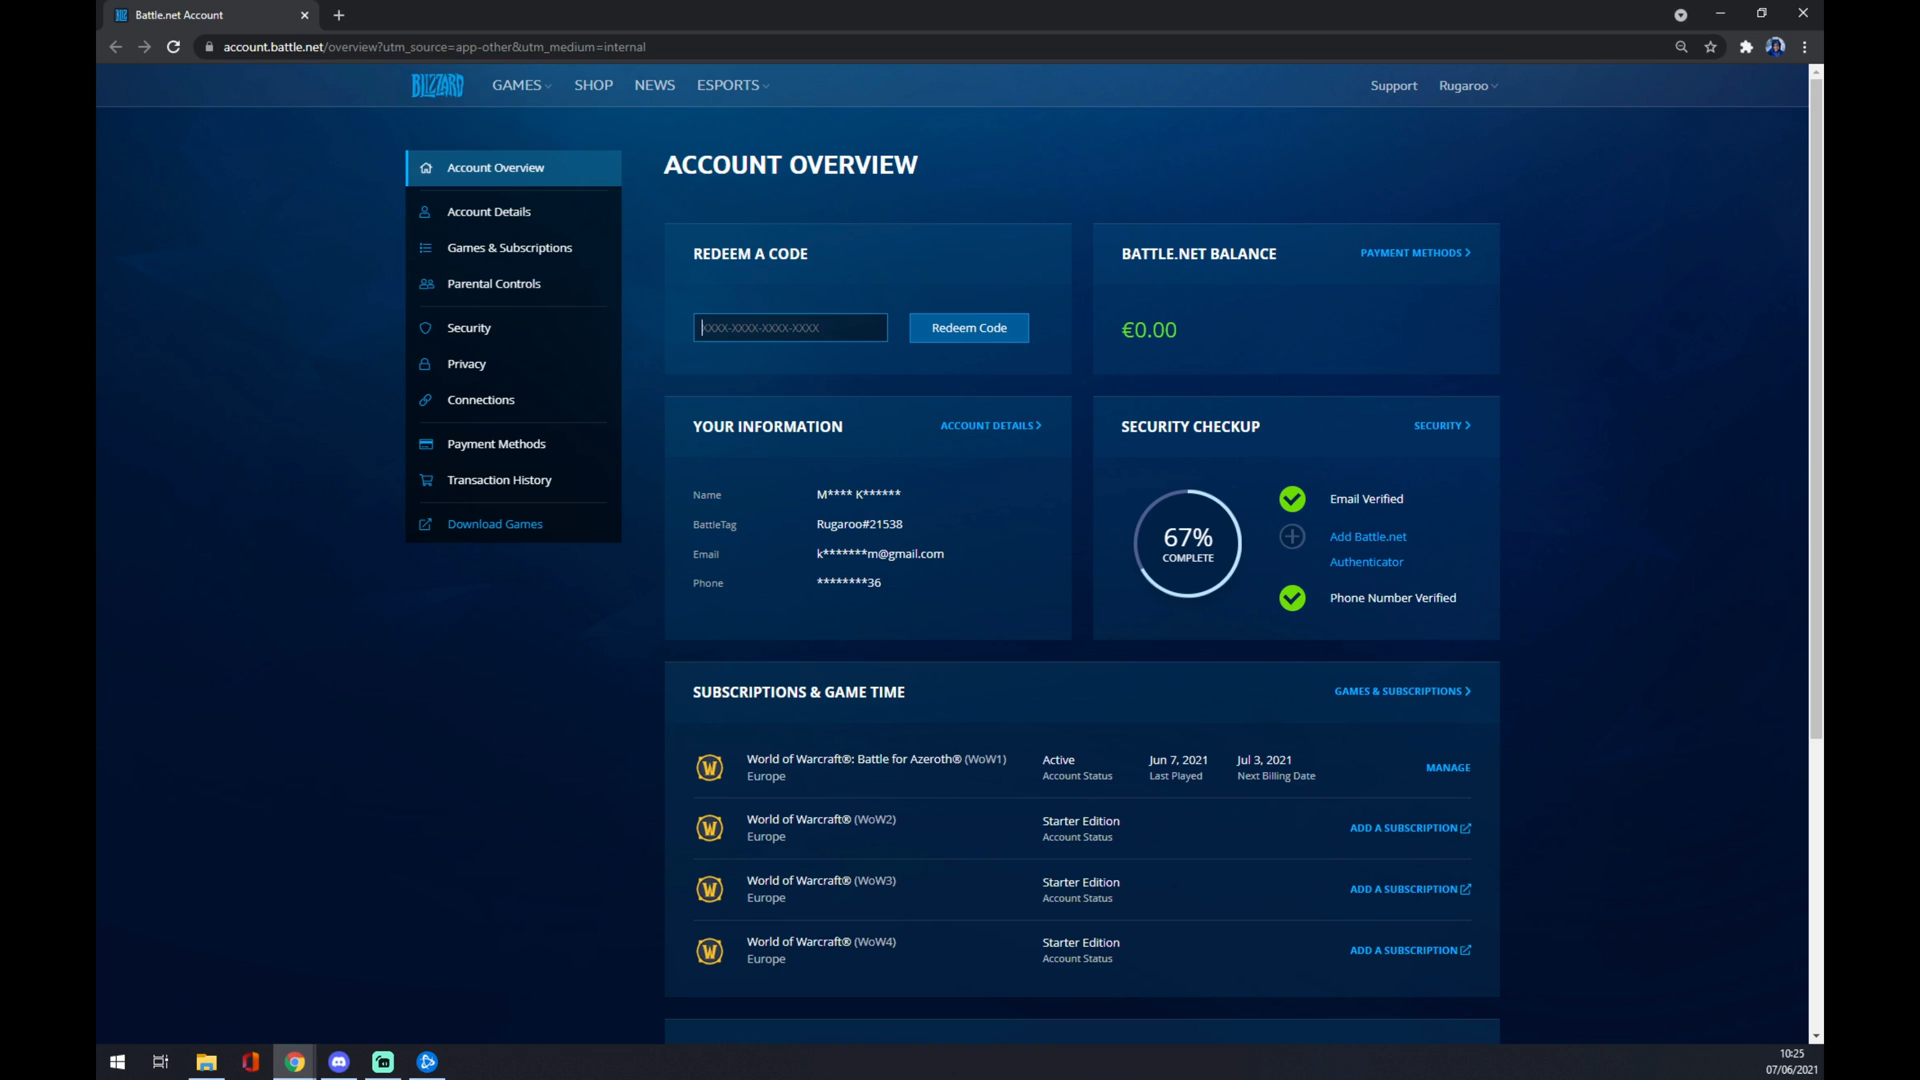 Battle.net Account
account.battle.net/overview?utm_source=app-other&utm_medium=internal
BLIZZARD GAMES SHOP NEWS ESPORTS Support Rugaroo
Account Overview
Account Details
Games & Subscriptions
Parental Controls
Security
Privacy
Connections
Payment Methods
Transaction History
Download Games
ACCOUNT OVERVIEW
REDEEM A CODE
XXXX-XXXX-XXXX-XXXX Redeem Code
BATTLE.NET BALANCE PAYMENT METHODS
€0.00
YOUR INFORMATION ACCOUNT DETAILS
Name M**** K******
BattleTag Rugaroo#21538
Email k*******m@gmail.com
Phone ********36
SECURITY CHECKUP SECURITY
67%
COMPLETE
Email Verified
Add Battle.net
Authenticator
Phone Number Verified
SUBSCRIPTIONS & GAME TIME GAMES & SUBSCRIPTIONS
World of Warcraft®: Battle for Azeroth® (WoW1) Active Jun 7, 2021 Jul 3, 2021 MANAGE
Europe Account Status Last Played Next Billing Date
World of Warcraft® (WoW2) Starter Edition ADD A SUBSCRIPTION
Europe Account Status
World of Warcraft® (WoW3) Starter Edition ADD A SUBSCRIPTION
Europe Account Status
World of Warcraft® (WoW4) Starter Edition ADD A SUBSCRIPTION
Europe Account Status
10:25
07/06/2021